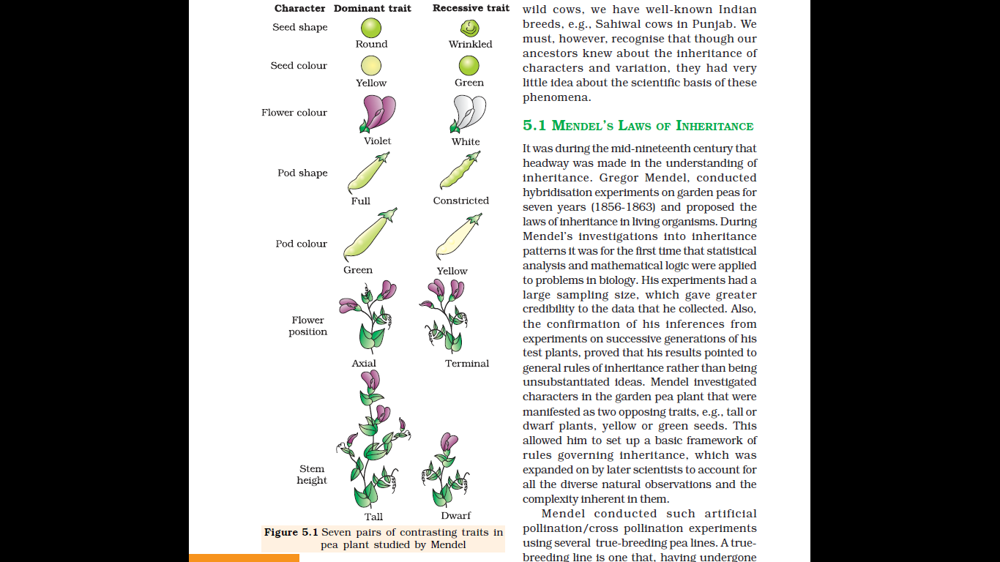 Character Dominant trait Recessive trait
Seed shape
Round Wrinkled
Seed colour
Yellow Green
Flower colour
Violet White
Pod shape
Full Constricted
Pod colour
Green Yellow
Flower
position
Axial Terminal
Stem
height
Tall Dwarf
Figure 5.1 Seven pairs of contrasting traits in
pea plant studied by Mendel
wild cows, we have well-known Indian
breeds, e.g., Sahiwal cows in Punjab. We
must, however, recognise that though our
ancestors knew about the inheritance of
characters and variation, they had very
little idea about the scientific basis of these
phenomena.
5.1 MENDEL'S LAWS OF INHERITANCE
It was during the mid-nineteenth century that
headway was made in the understanding of
inheritance. Gregor Mendel, conducted
hybridisation experiments on garden peas for
seven years (1856-1863) and proposed the
laws of inheritance in living organisms. During
Mendel's investigations into inheritance
patterns it was for the first time that statistical
analysis and mathematical logic were applied
to problems in biology. His experiments had a
large sampling size, which gave greater
credibility to the data that he collected. Also,
the confirmation of his inferences from
experiments on successive generations of his
test plants, proved that his results pointed to
general rules of inheritance rather than being
unsubstantiated ideas. Mendel investigated
characters in the garden pea plant that were
manifested as two opposing traits, e.g., tall or
dwarf plants, yellow or green seeds. This
allowed him to set up a basic framework of
rules governing inheritance, which was
expanded on by later scientists to account for
all the diverse natural observations and the
complexity inherent in them.
Mendel conducted such artificial
pollination/cross pollination experiments
using several true-breeding pea lines. A true-
breeding line is one that, having undergone